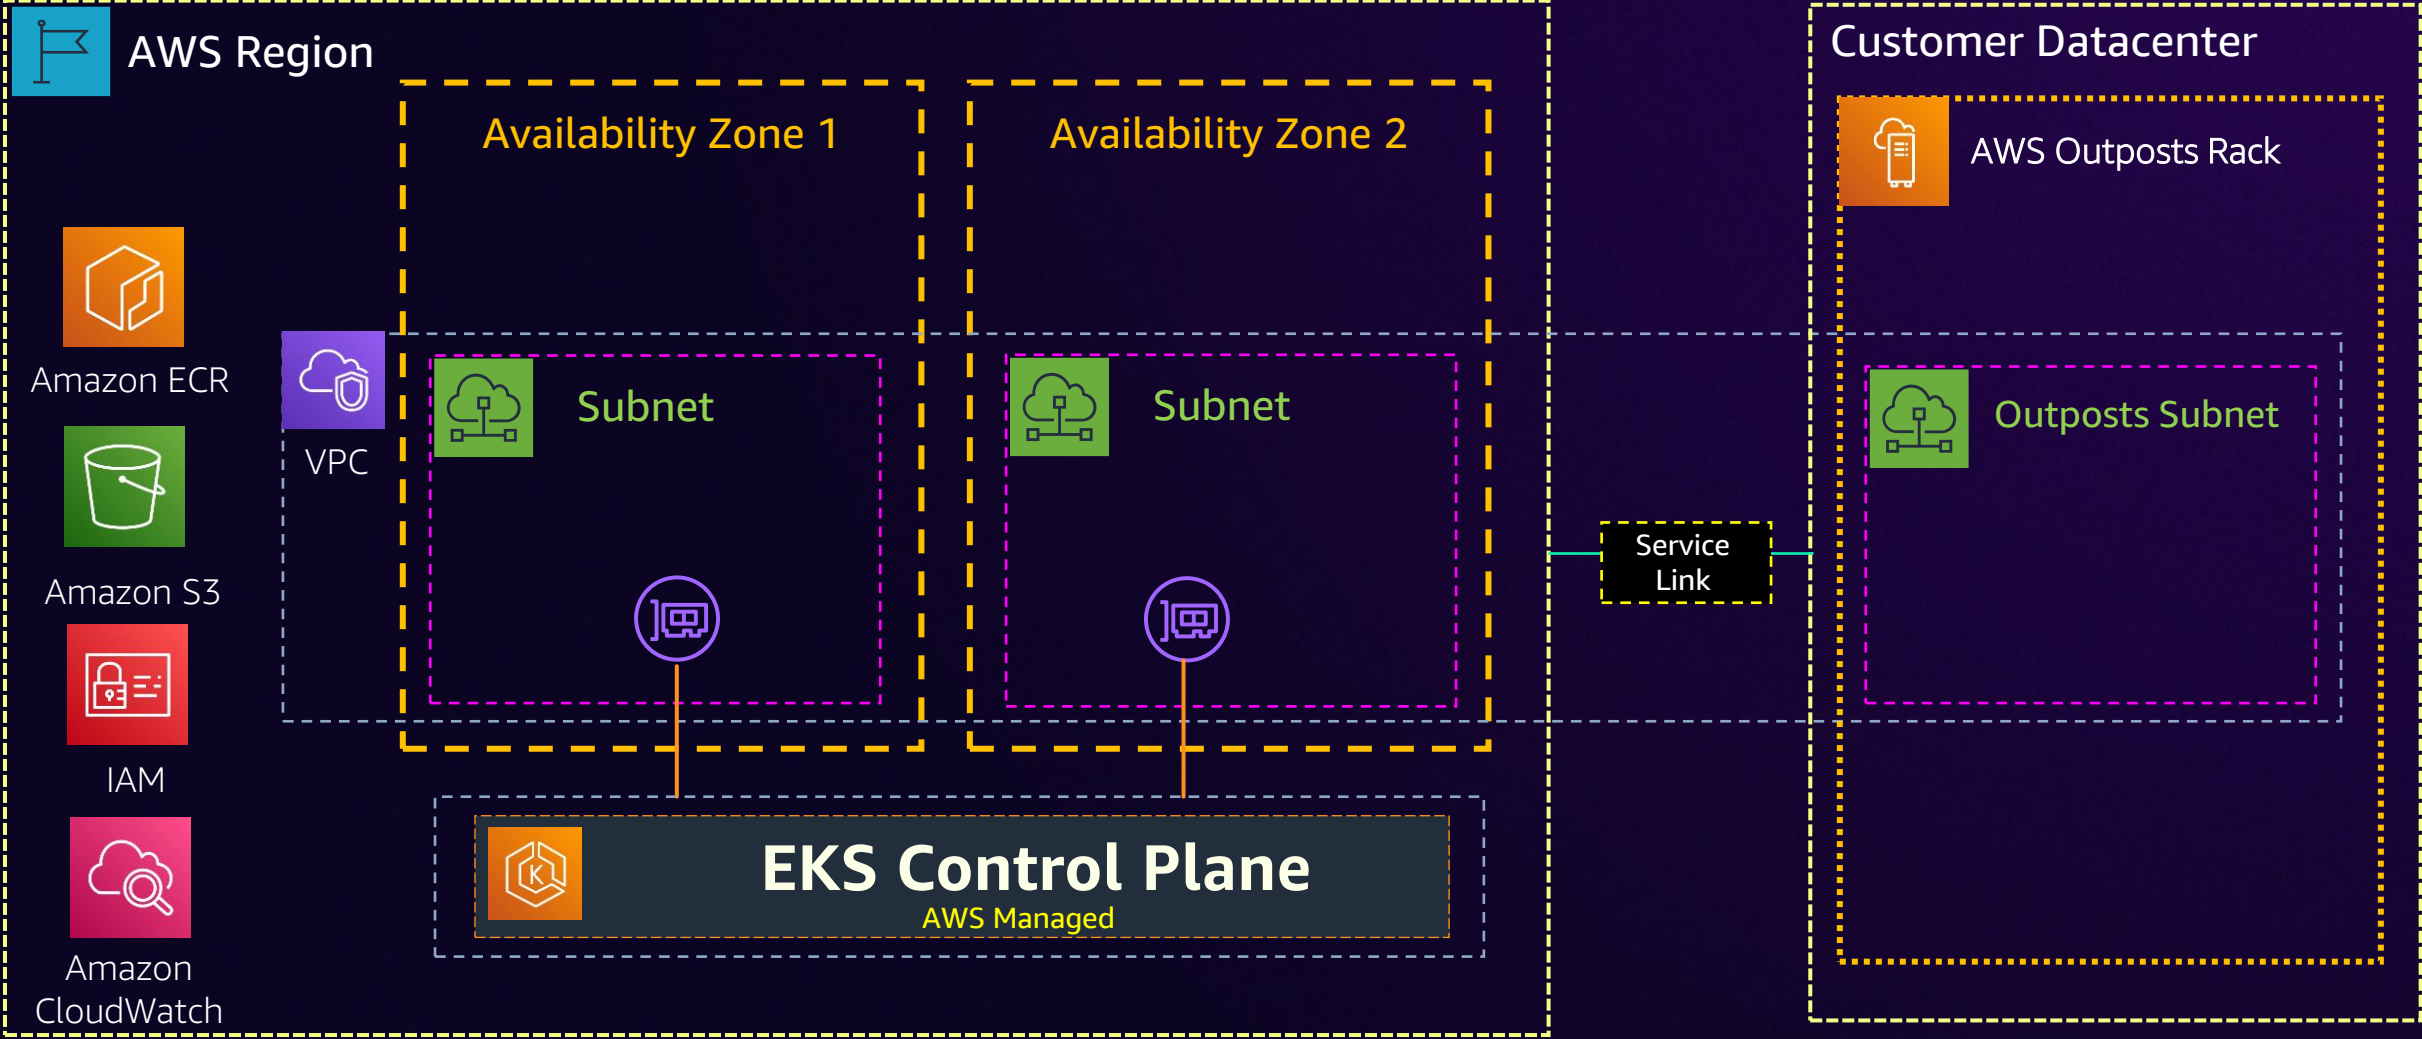 AWS Region
Customer Datacenter
Availability Zone 1
Availability Zone 2
AWS Outposts Rack
Amazon ECR
VPC
Subnet
Subnet
Outposts Subnet
Amazon S3
Service
Link
IAM
EKS Control Plane
AWS Managed
K
Amazon
CloudWatch